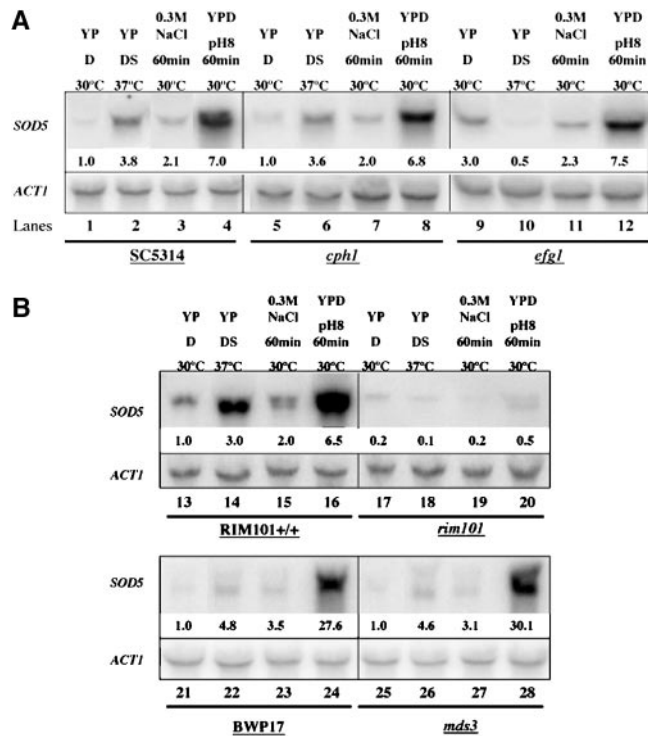 A
YP YP 0.3M YPD YP YP 0.3M YPD YP YP 0.3M YPD
D DS NaCl pH8 D DS NaCl pH8 D DS NaCl pH8
60min 60min 60min 60min 60min 60min
30°C 37°C 30°C 30°C 30°C 37°C 30°C 30°C 30°C 37°C 30°C 30°C
SOD5
1.0 3.8 2.1 7.0 1.0 3.6 2.0 6.8 3.0 0.5 2.3 7.5
ACT1
Lanes 1 2 3 4 5 6 7 8 9 10 11 12
SC5314 cph1 efg1
B
YP YP 0.3M YPD YP YP 0.3M YPD
D DS NaCl pH8 D DS NaCl pH8
60min 60min 60min 60min
30°C 37°C 30°C 30°C 30°C 37°C 30°C 30°C
SOD5
1.0 3.0 2.0 6.5 0.2 0.1 0.2 0.5
ACT1
13 14 15 16 17 18 19 20
RIM101+/+ rim101
SOD5
1.0 4.8 3.5 27.6 1.0 4.6 3.1 30.1
ACT1
21 22 23 24 25 26 27 28
BWP17 mds3